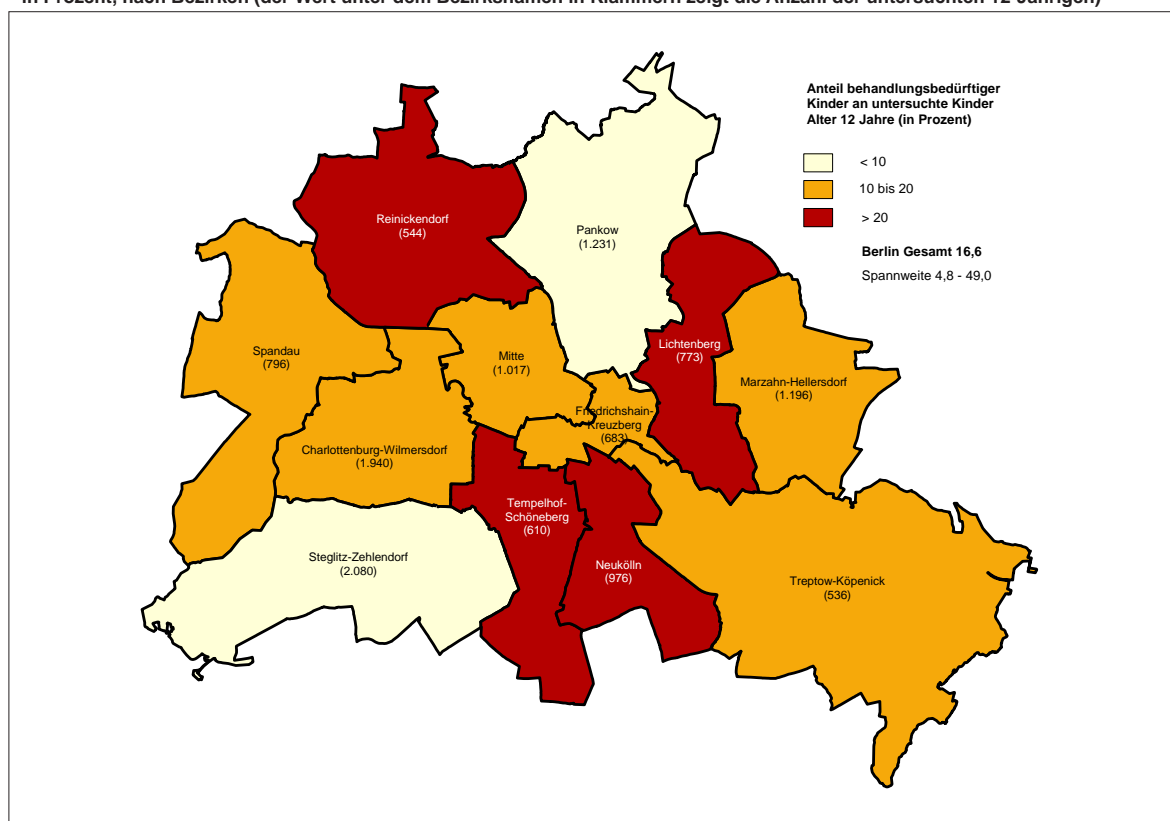 in Prozent, nach Bezirken (der Wert unter dem Bezirksnamen in Klammern zeigt die Anzahl der untersuchten 12-Jährigen)
Anteil behandlungsbedürftiger
Kinder an untersuchte Kinder
Alter 12 Jahre (in Prozent)
< 10
10 bis 20
> 20
Berlin Gesamt 16,6
Spannweite 4,8 - 49,0
Reinickendorf
(544)
Pankow
(1.231)
Spandau
(796)
Mitte
(1.017)
Lichtenberg
(773)
Marzahn-Hellersdorf
(1.196)
Friedrichshain-
Kreuzberg
(683)
Charlottenburg-Wilmersdorf
(1.940)
Tempelhof-
Schöneberg
(610)
Steglitz-Zehlendorf
(2.080)
Neukölln
(976)
Treptow-Köpenick
(536)